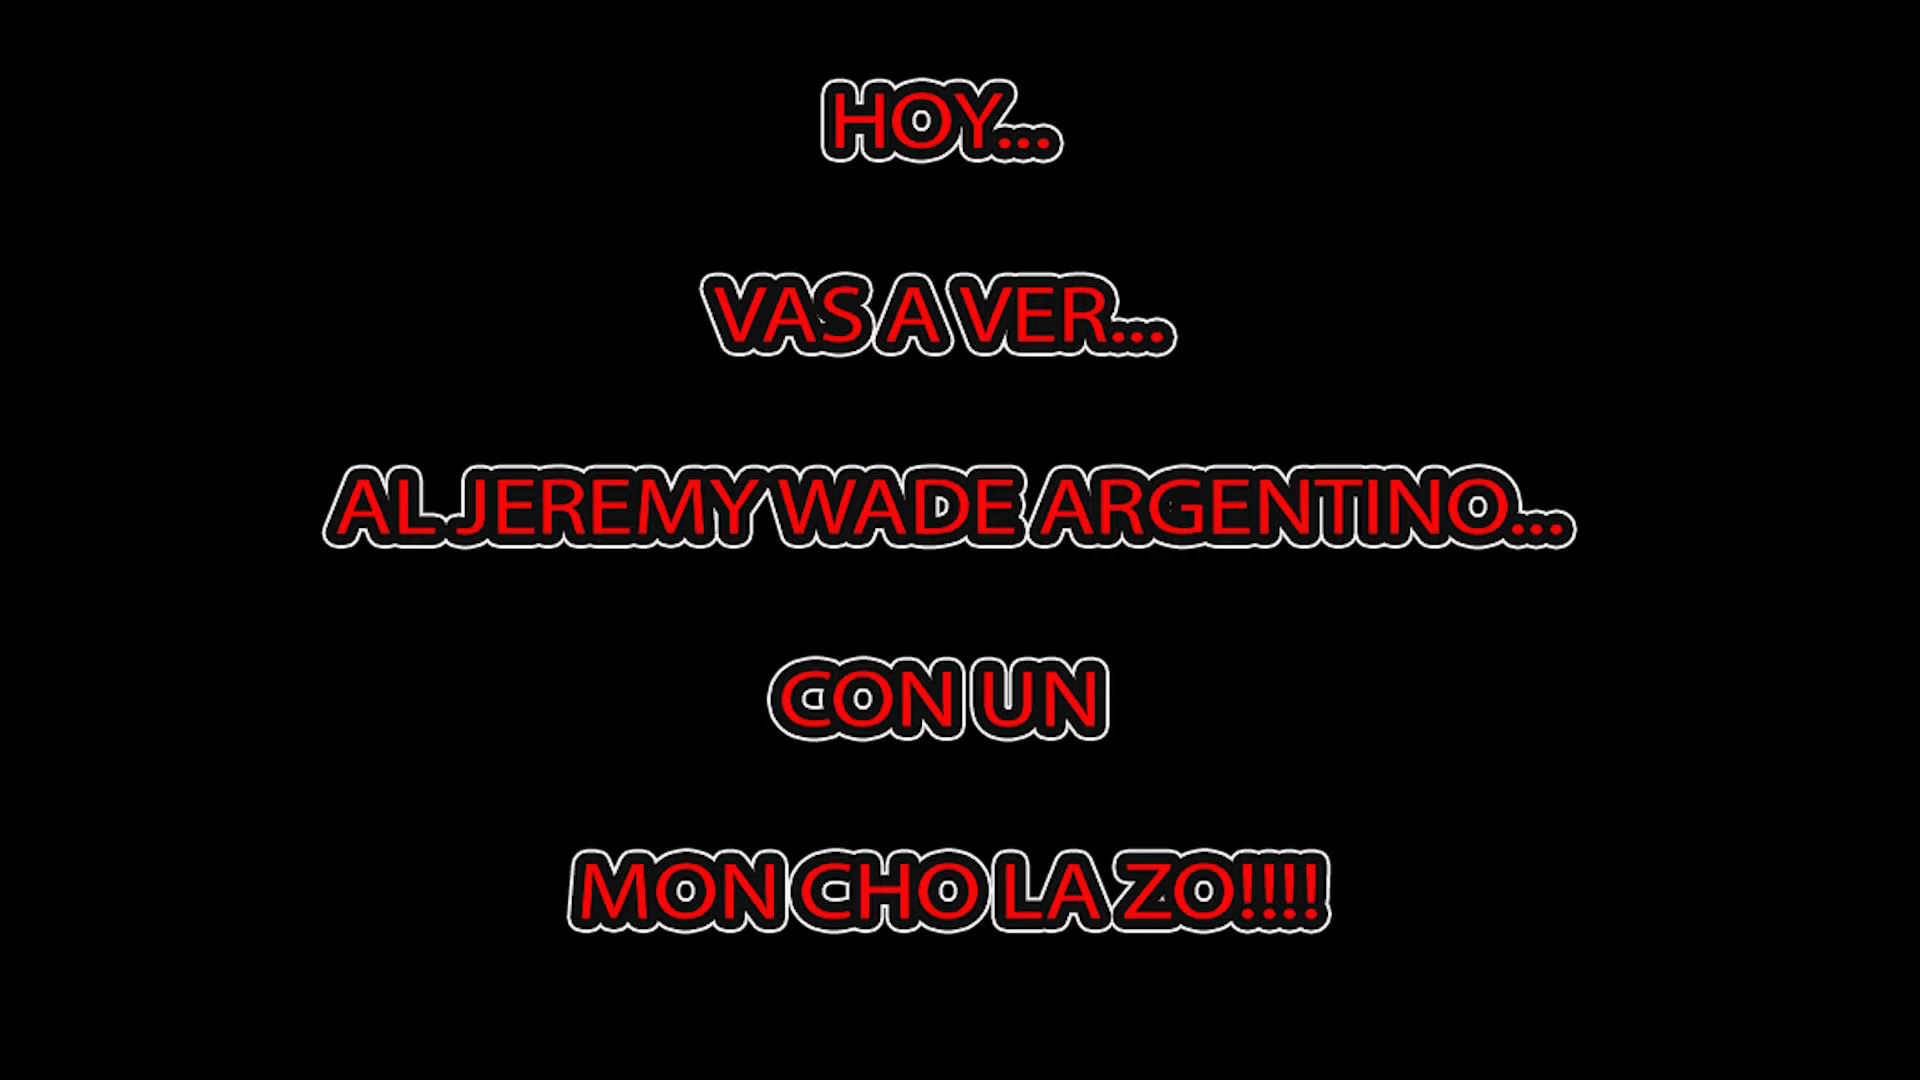 HOY...
VAS A VER...
AL JEREMY WADE ARGENTINO...
CON UN
MON CHO LA ZO!!!!